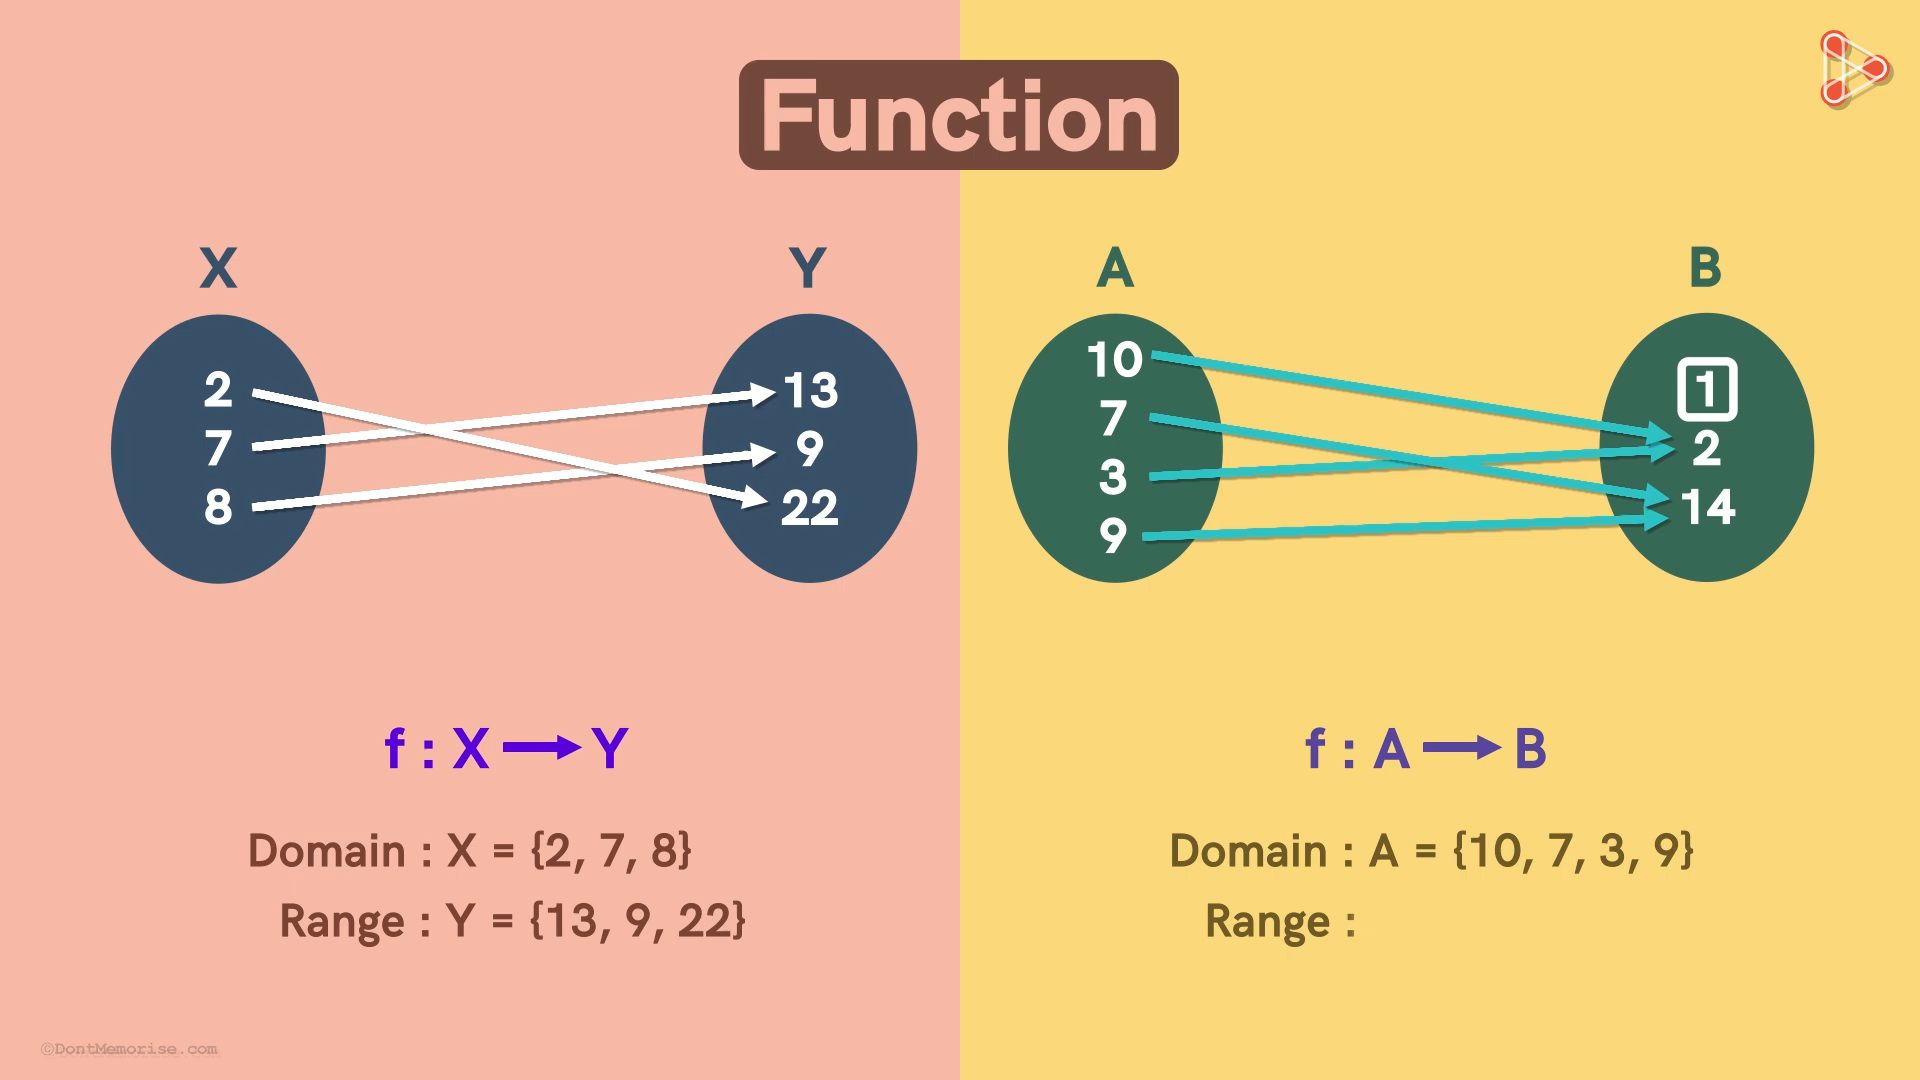 Function
X
Y
2
7
8
13
9
22
f : X → Y
Domain : X = {2, 7, 8}
Range : Y = {13, 9, 22}
A
B
10
7
3
9
1
2
14
f : A → B
Domain : A = {10, 7, 3, 9}
Range :
©DontMemorise.com